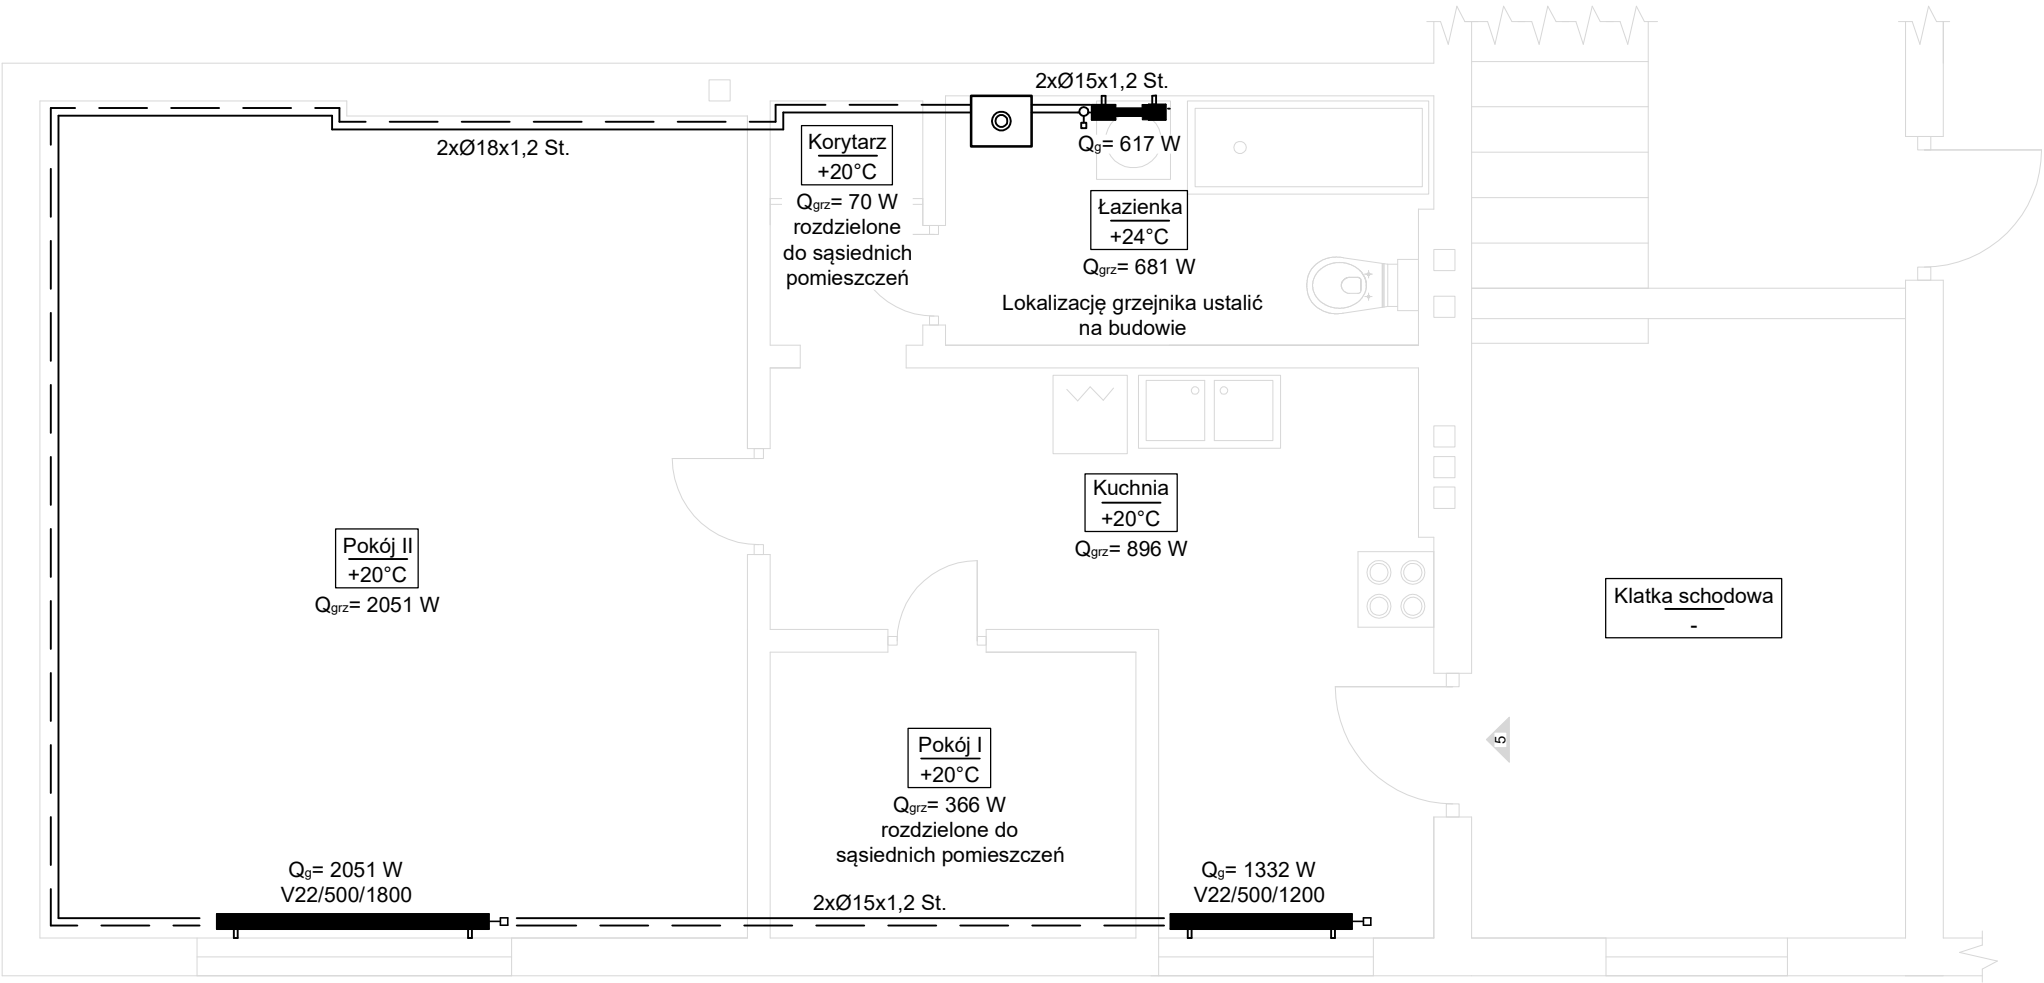 2xØ15x1,2 St.
2xØ18x1,2 St.
Korytarz
+20°C
Qgrz= 70 W
rozdzielone
do sąsiednich
pomieszczeń
Qg= 617 W
Łazienka
+24°C
Qgrz= 681 W
Lokalizację grzejnika ustalić
na budowie
Kuchnia
+20°C
Qgrz= 896 W
Pokój II
+20°C
Qgrz= 2051 W
Klatka schodowa
-
5
Pokój I
+20°C
Qgrz= 366 W
rozdzielone do
sąsiednich pomieszczeń
Qg= 2051 W
V22/500/1800
2xØ15x1,2 St.
Qg= 1332 W
V22/500/1200